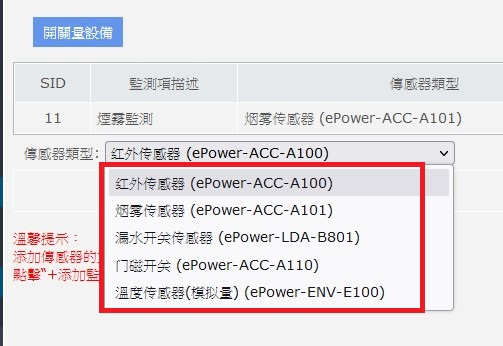 開關量設備
SID 監測項描述 傳感器類型
11 煙霧監測 烟雾传感器 (ePower-ACC-A101)
傳感器類型: 红外传感器 (ePower-ACC-A100)
红外传感器 (ePower-ACC-A100)
烟雾传感器 (ePower-ACC-A101)
漏水开关传感器 (ePower-LDA-B801)
门磁开关 (ePower-ACC-A110)
溫度传感器(模拟量) (ePower-ENV-E100)
溫馨提示：
添加傳感器的
點擊"+添加監